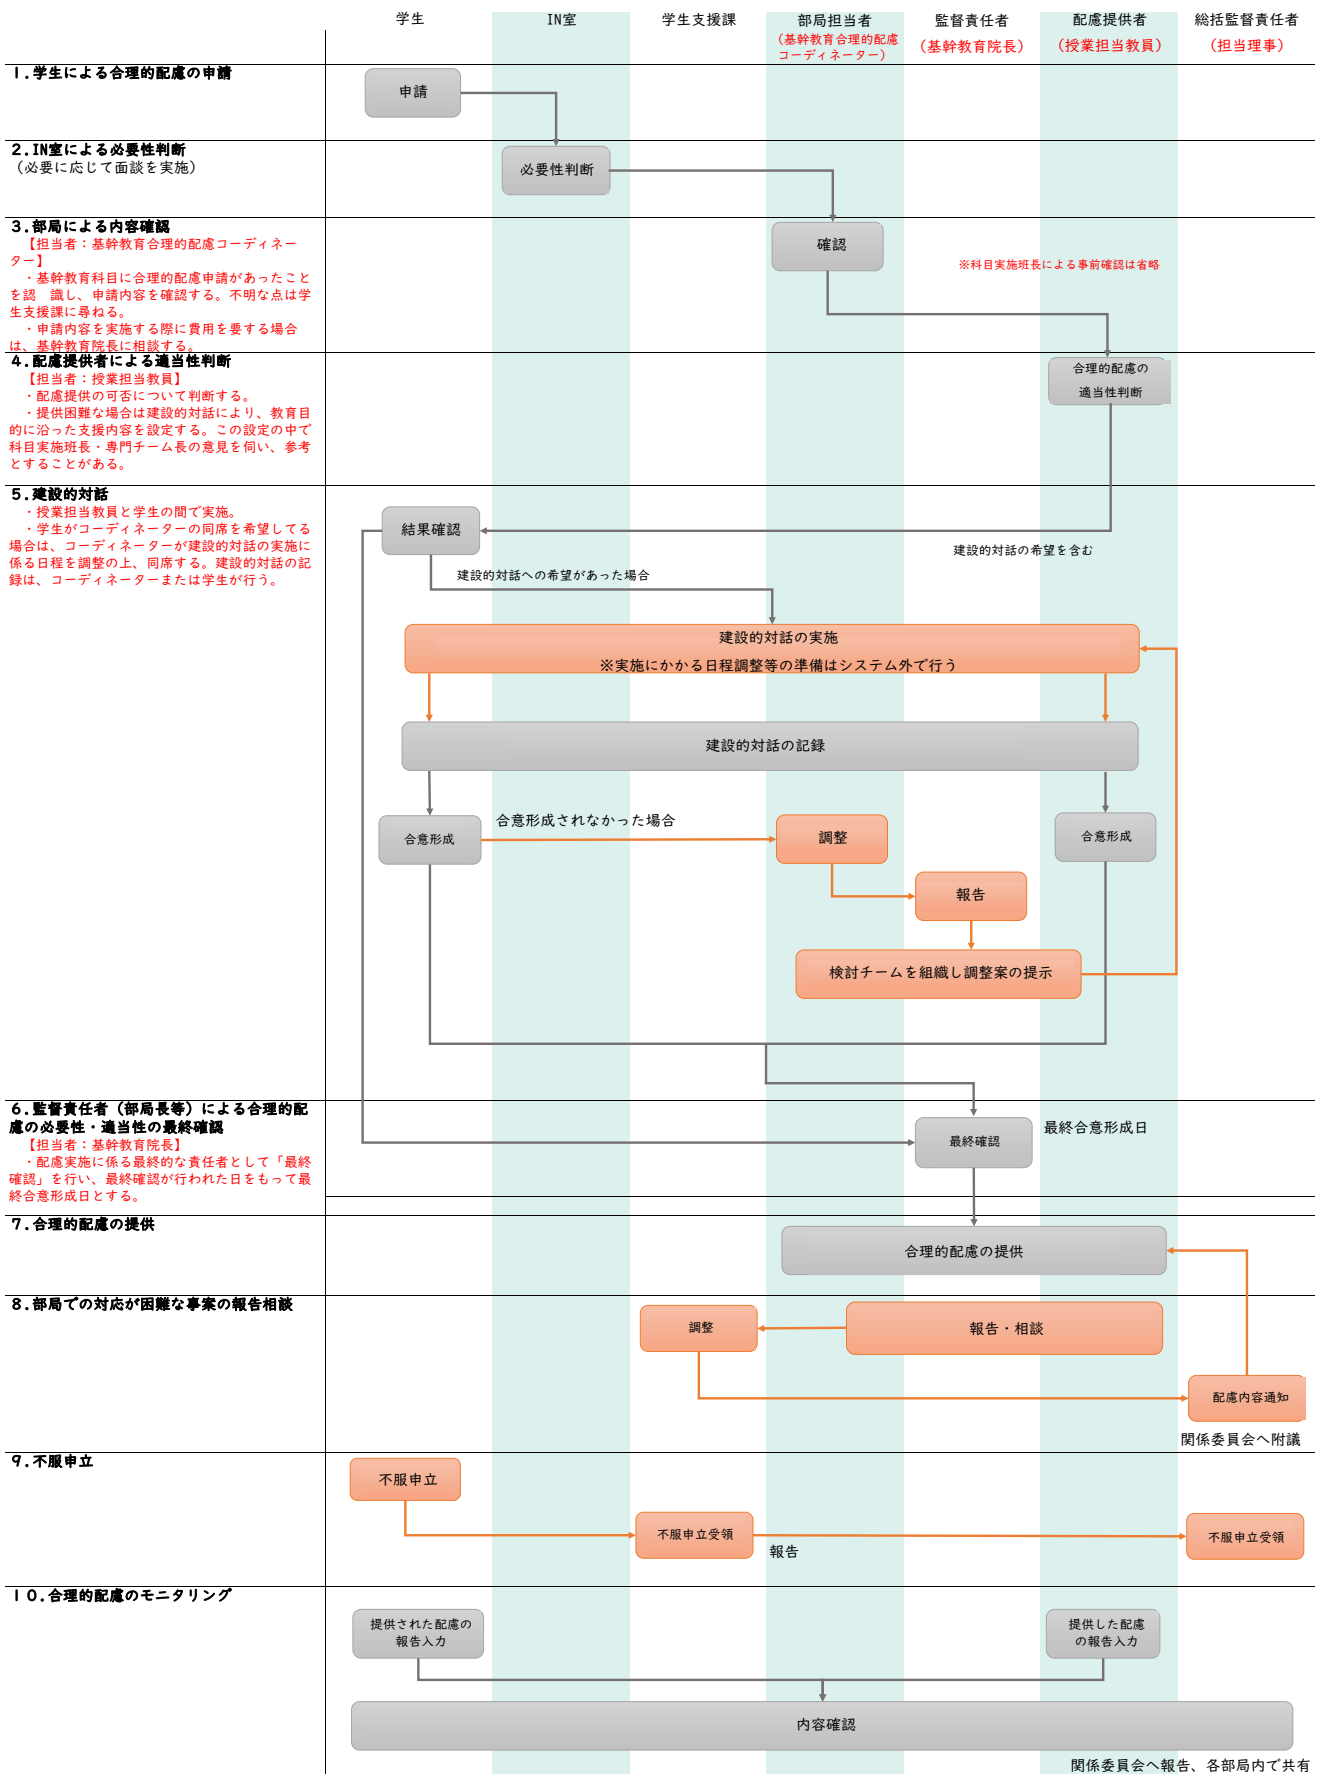 学生
IN室
学生支援課
部局担当者
（基幹教育合理的配慮
コーディネーター）
監督責任者
（基幹教育院長）
配慮提供者
（授業担当教員）
総括監督責任者
（担当理事）
１.学生による合理的配慮の申請
申請
２.IN室による必要性判断
（必要に応じて面談を実施）
必要性判断
３.部局による内容確認
【担当者：基幹教育合理的配慮コーディネー
ター】
・基幹教育科目に合理的配慮申請があったこと
を認　識し、申請内容を確認する。不明な点は学
生支援課に尋ねる。
・申請内容を実施する際に費用を要する場合
は、基幹教育院長に相談する。
確認
※科目実施班長による事前確認は省略
４.配慮提供者による適当性判断
【担当者：授業担当教員】
・配慮提供の可否について判断する。
・提供困難な場合は建設的対話により、教育目
的に沿った支援内容を設定する。この設定の中で
科目実施班長・専門チーム長の意見を伺い、参考
とすることがある。
合理的配慮の
適当性判断
５.建設的対話
・授業担当教員と学生の間で実施。
・学生がコーディネーターの同席を希望してる
場合は、コーディネーターが建設的対話の実施に
係る日程を調整の上、同席する。建設的対話の記
録は、コーディネーターまたは学生が行う。
結果確認
建設的対話の希望を含む
建設的対話への希望があった場合
建設的対話の実施
※実施にかかる日程調整等の準備はシステム外で行う
建設的対話の記録
合意形成
合意形成されなかった場合
調整
合意形成
報告
検討チームを組織し調整案の提示
６.監督責任者（部局長等）による合理的配
慮の必要性・適当性の最終確認
【担当者：基幹教育院長】
・配慮実施に係る最終的な責任者として「最終
確認」を行い、最終確認が行われた日をもって最
終合意形成日とする。
最終確認
最終合意形成日
７.合理的配慮の提供
合理的配慮の提供
８.部局での対応が困難な事案の報告相談
調整
報告・相談
配慮内容通知
関係委員会へ附議
９.不服申立
不服申立
不服申立受領
報告
不服申立受領
１０.合理的配慮のモニタリング
提供された配慮の
報告入力
提供した配慮
の報告入力
内容確認
関係委員会へ報告、各部局内で共有